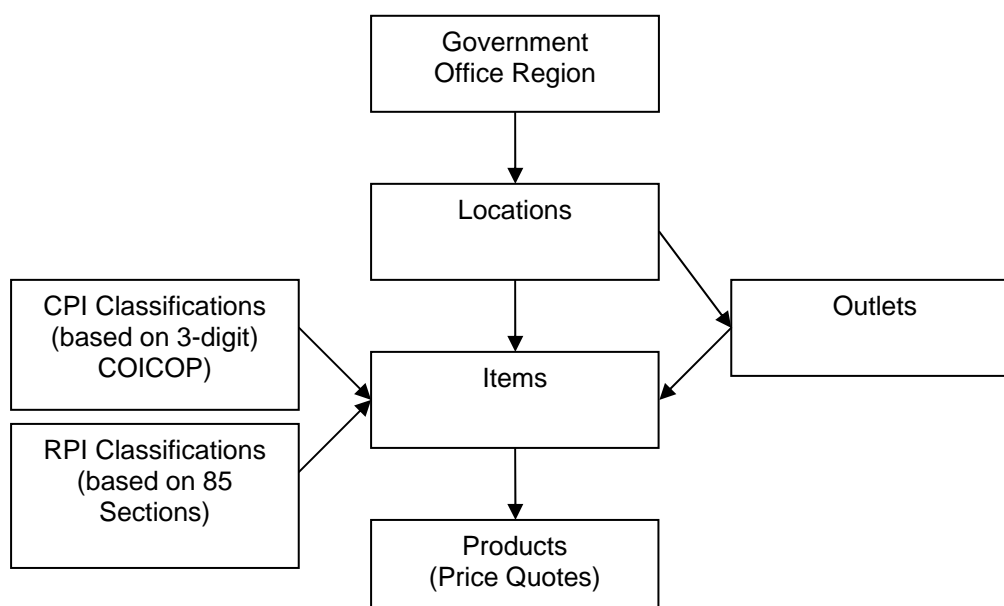 Government
Office Region
Locations
CPI Classifications
(based on 3-digit)
COICOP)
Outlets
Items
RPI Classifications
(based on 85
Sections)
Products
(Price Quotes)